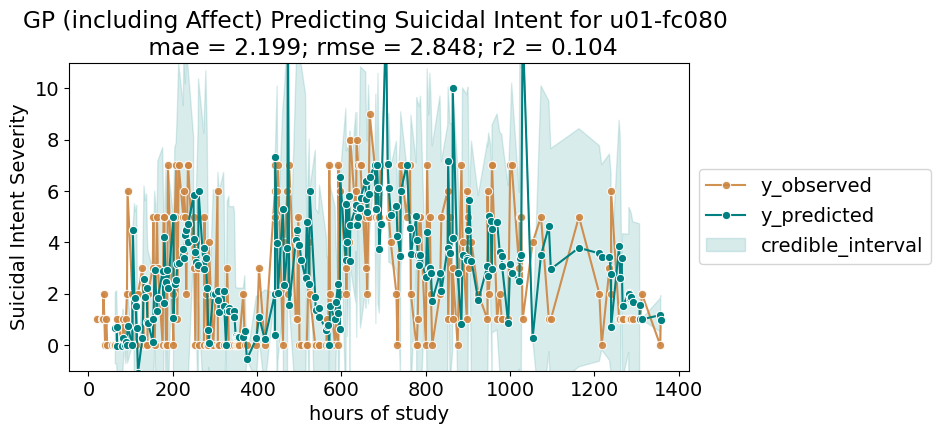 GP (including Affect) Predicting Suicidal Intent for u01-fc080
mae = 2.199; rmse = 2.848; r2 = 0.104
Suicidal Intent Severity
10
8
6
4
2
0
0 200 400 600 800 1000 1200 1400
hours of study
y_observed
y_predicted
credible_interval